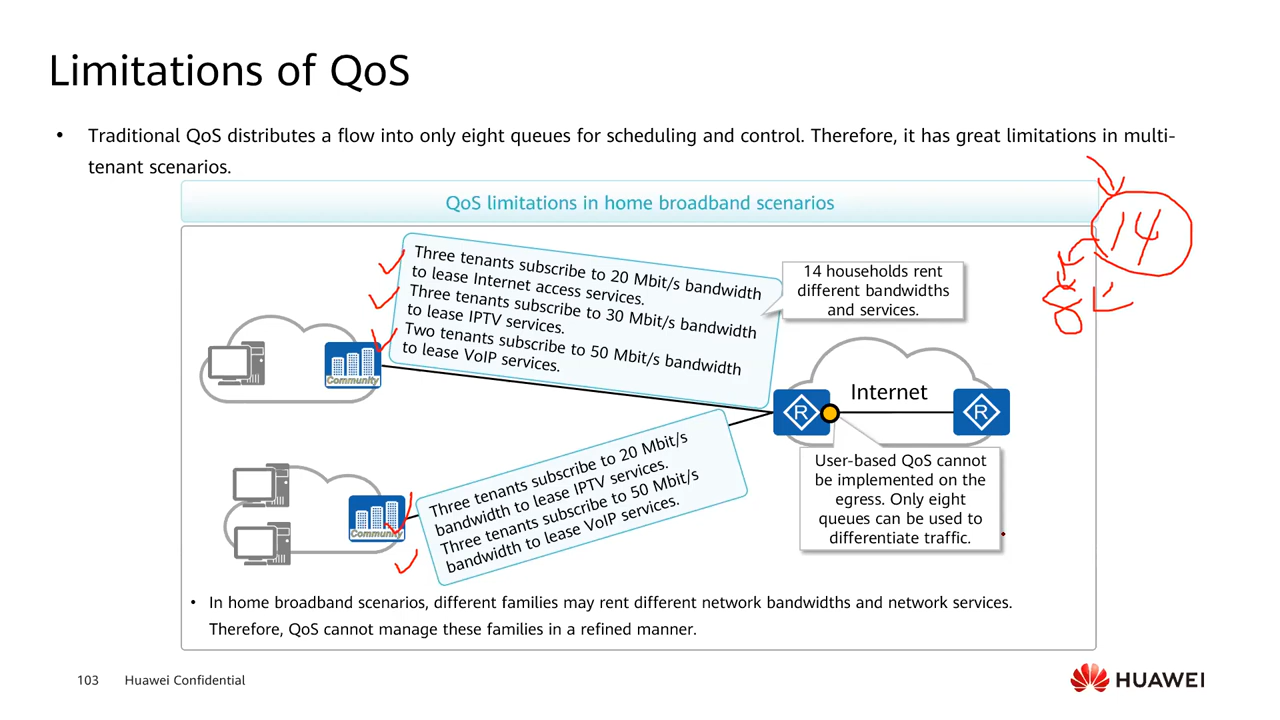 Limitations of QoS
• Traditional QoS distributes a flow into only eight queues for scheduling and control. Therefore, it has great limitations in multi-
tenant scenarios.
QoS limitations in home broadband scenarios
14
8
Three tenants subscribe to 20 Mbit/s bandwidth
to lease Internet access services.
Three tenants subscribe to 30 Mbit/s bandwidth
to lease IPTV services.
Two tenants subscribe to 50 Mbit/s bandwidth
to lease VoIP services.
14 households rent
different bandwidths
and services.
Community
Internet
R
R
Three tenants subscribe to 20 Mbit/s
bandwidth to lease IPTV services.
Three tenants subscribe to 50 Mbit/s
bandwidth to lease VoIP services.
Community
User-based QoS cannot
be implemented on the
egress. Only eight
queues can be used to
differentiate traffic.
• In home broadband scenarios, different families may rent different network bandwidths and network services.
Therefore, QoS cannot manage these families in a refined manner.
103 Huawei Confidential
HUAWEI